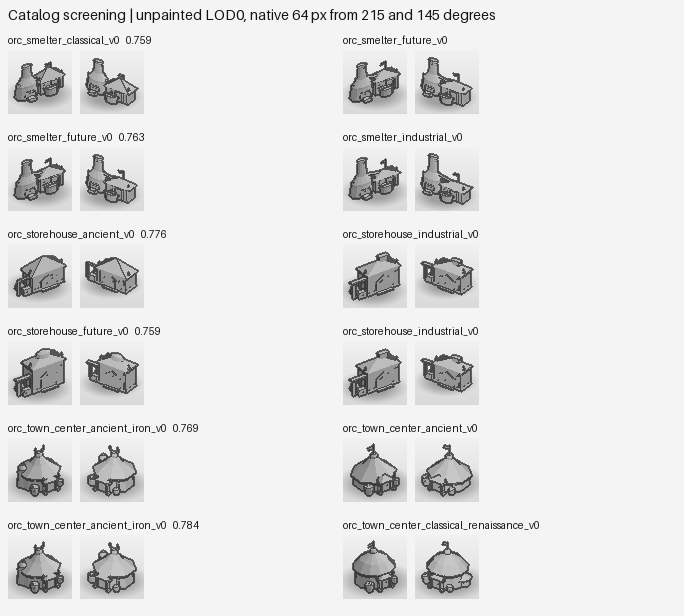 Catalog screening | unpainted LOD0, native 64 px from 215 and 145 degrees
orc_smelter_classical_v0 0.759
orc_smelter_future_v0
orc_smelter_future_v0 0.763
orc_smelter_industrial_v0
orc_storehouse_ancient_v0 0.776
orc_storehouse_industrial_v0
orc_storehouse_future_v0 0.759
orc_storehouse_industrial_v0
orc_town_center_ancient_iron_v0 0.769
orc_town_center_ancient_v0
orc_town_center_ancient_iron_v0 0.784
orc_town_center_classical_renaissance_v0